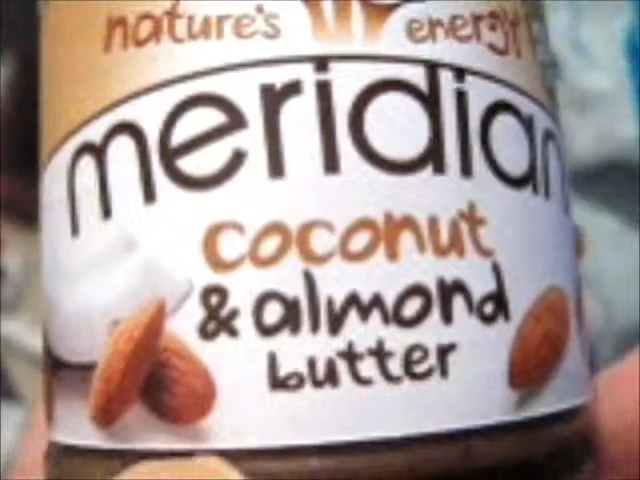 nature's energy
meridian
coconut
& almond
butter